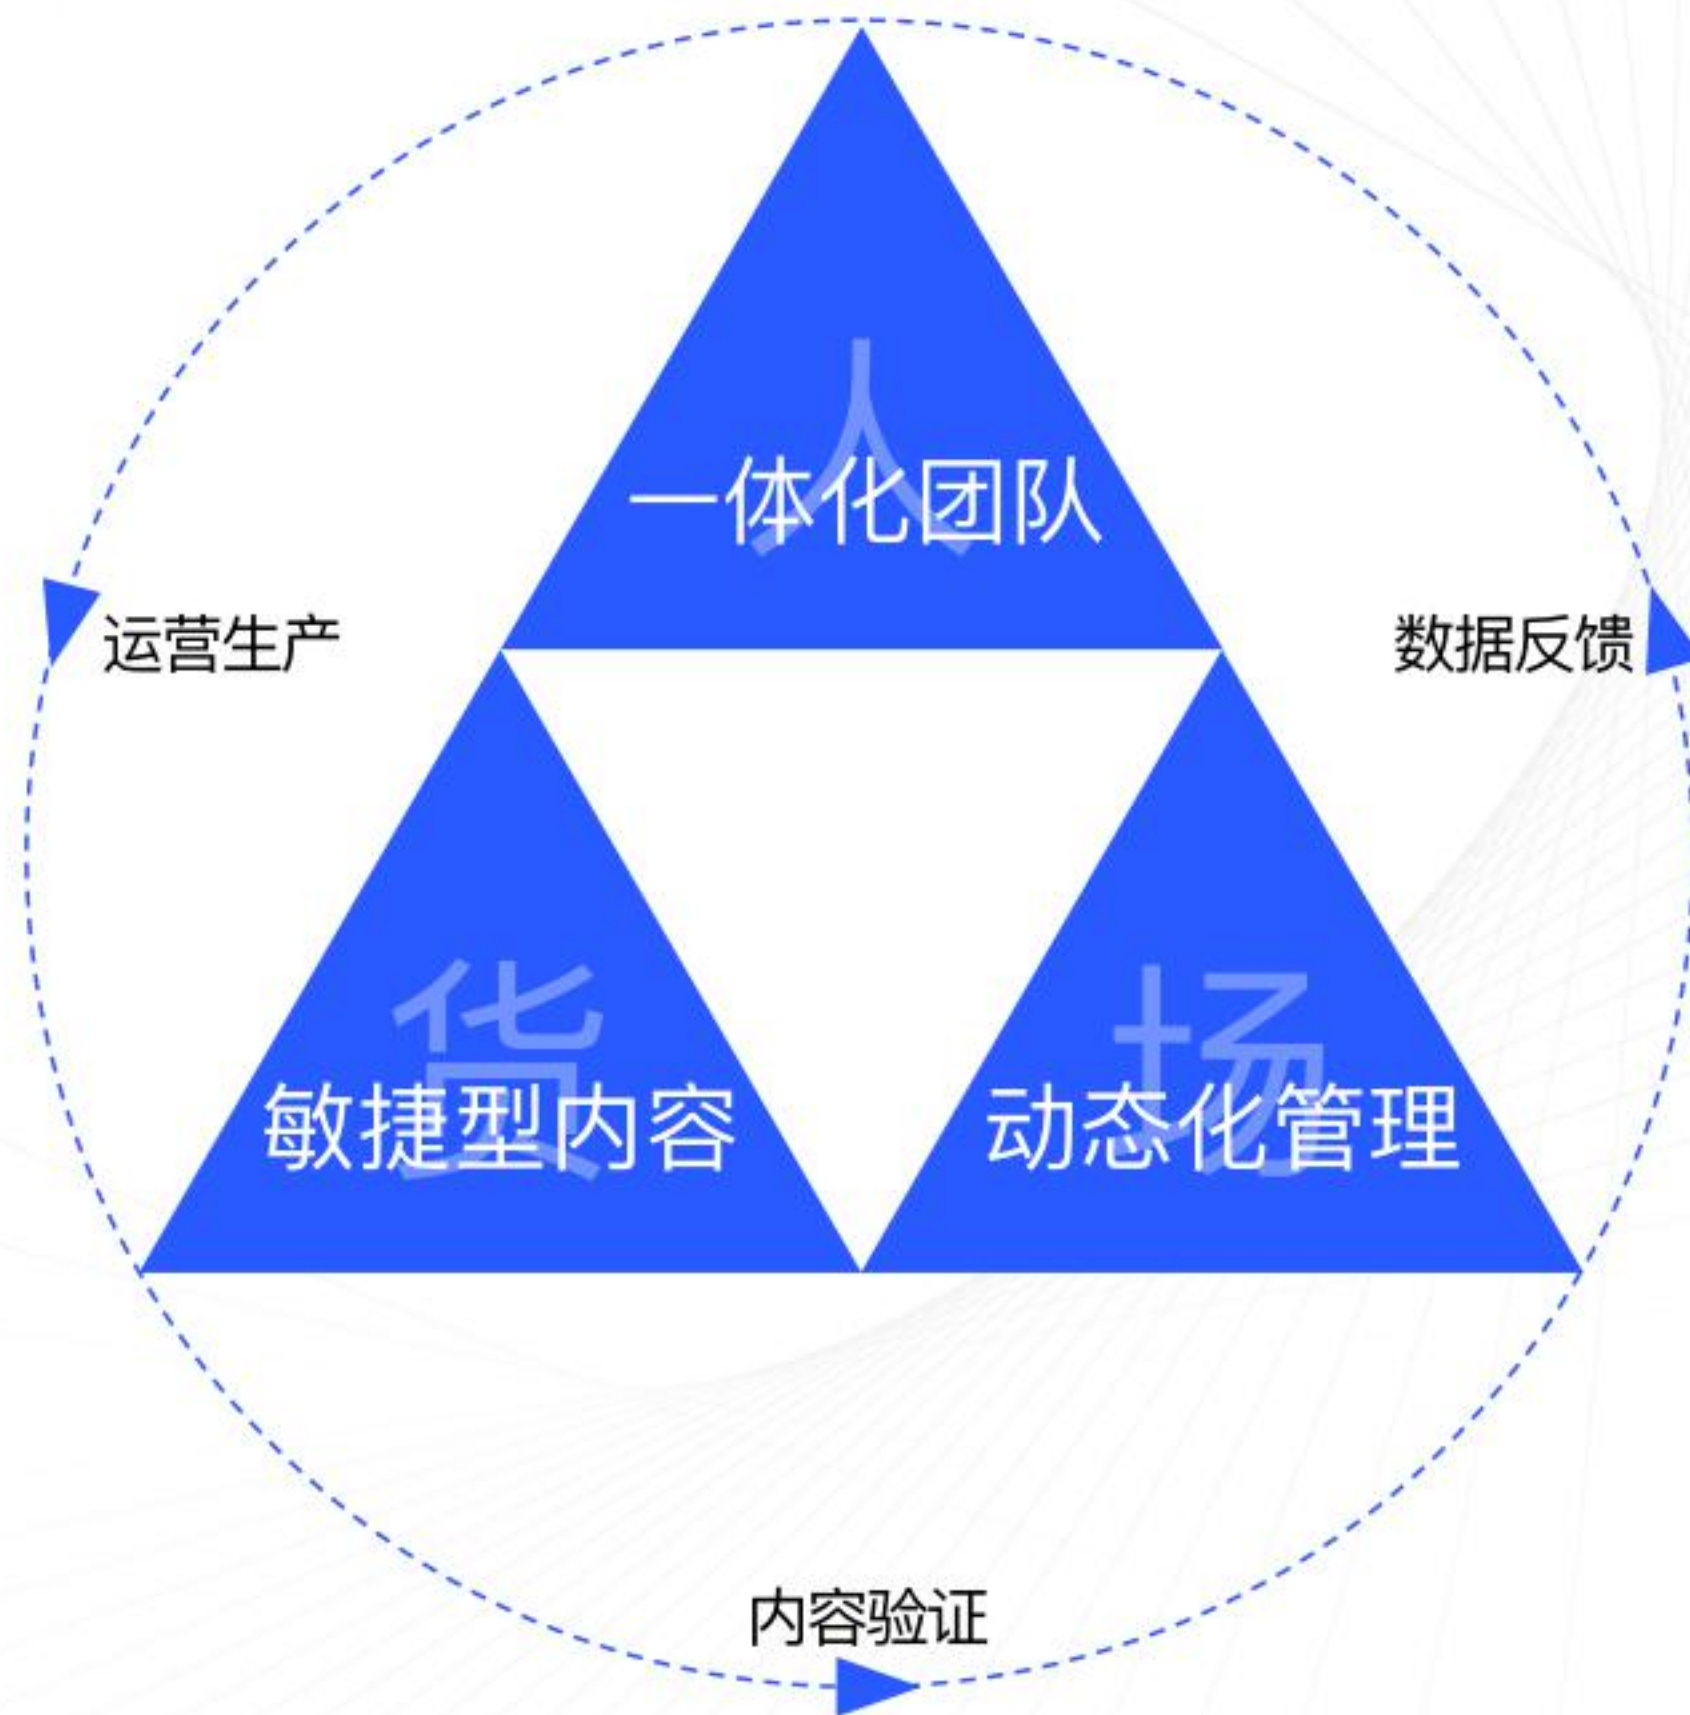 人
一体化团队
运营生产
数据反馈
货
敏捷型内容
场
动态化管理
内容验证